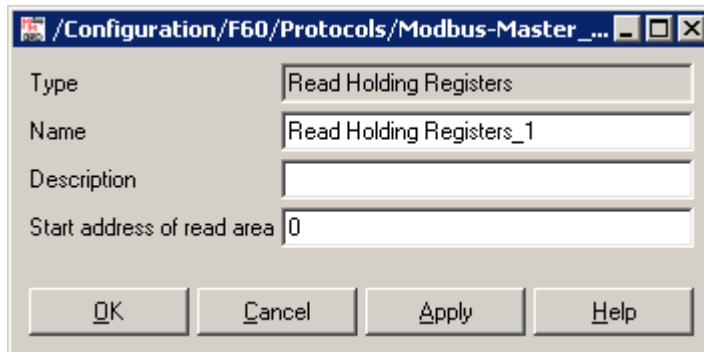 /Configuration/F60/Protocols/Modbus-Master_...
Type Read Holding Registers
Name Read Holding Registers_1
Description
Start address of read area 0
OK Cancel Apply Help